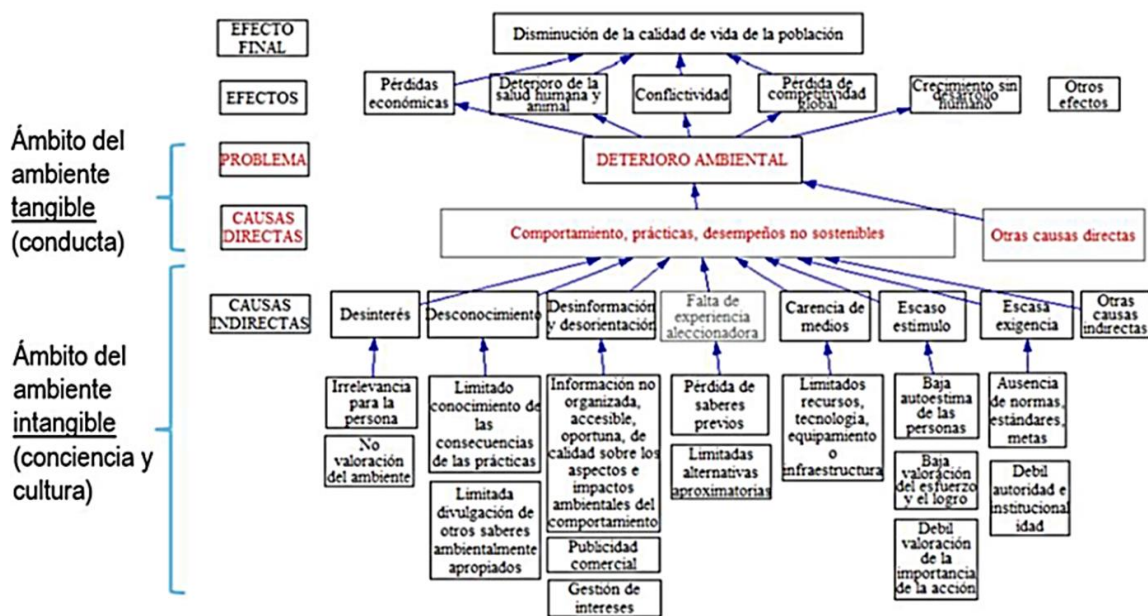 EFECTO
FINAL
Disminución de la calidad de vida de la población
EFECTOS
Pérdidas
económicas
Deterioro de la
salud humana y
animal
Conflictividad
Pérdida de
competitividad
global
Crecimiento sin
desarrollo
humano
Otros
efectos
Ámbito del
ambiente
tangible
(conducta)
PROBLEMA
DETERIORO AMBIENTAL
CAUSAS
DIRECTAS
Comportamiento, prácticas, desempeños no sostenibles
Otras causas directas
Ámbito del
ambiente
intangible
(conciencia y
cultura)
CAUSAS
INDIRECTAS
Desinterés
Desconocimiento
Desinformación
y desorientación
Falta de
experiencia
aleccionadora
Carencia de
medios
Escaso
estimulo
Escasa
exigencia
Otras
causas
indirectas
Irrelevancia
para la
persona
No
valoración
del ambiente
Limitado
conocimiento de
las
consecuencias
de las prácticas
Limitada
divulgación de
otros saberes
ambientalmente
apropiados
Información no
organizada,
accesible,
oportuna, de
calidad sobre los
aspectos e
impactos
ambientales del
comportamiento
Publicidad
comercial
Gestión de
intereses
Pérdida de
saberes
previos
Limitadas
alternativas
aproximatorias
Limitados
recursos,
tecnología,
equipamiento
o
infraestructura
Baja
autoestima
de las
personas
Baja
valoración
del esfuerzo
y el logro
Debil
valoración
de la
importancia
de la acción
Ausencia
de normas,
estándares,
metas
Debil
autoridad e
institucional
idad